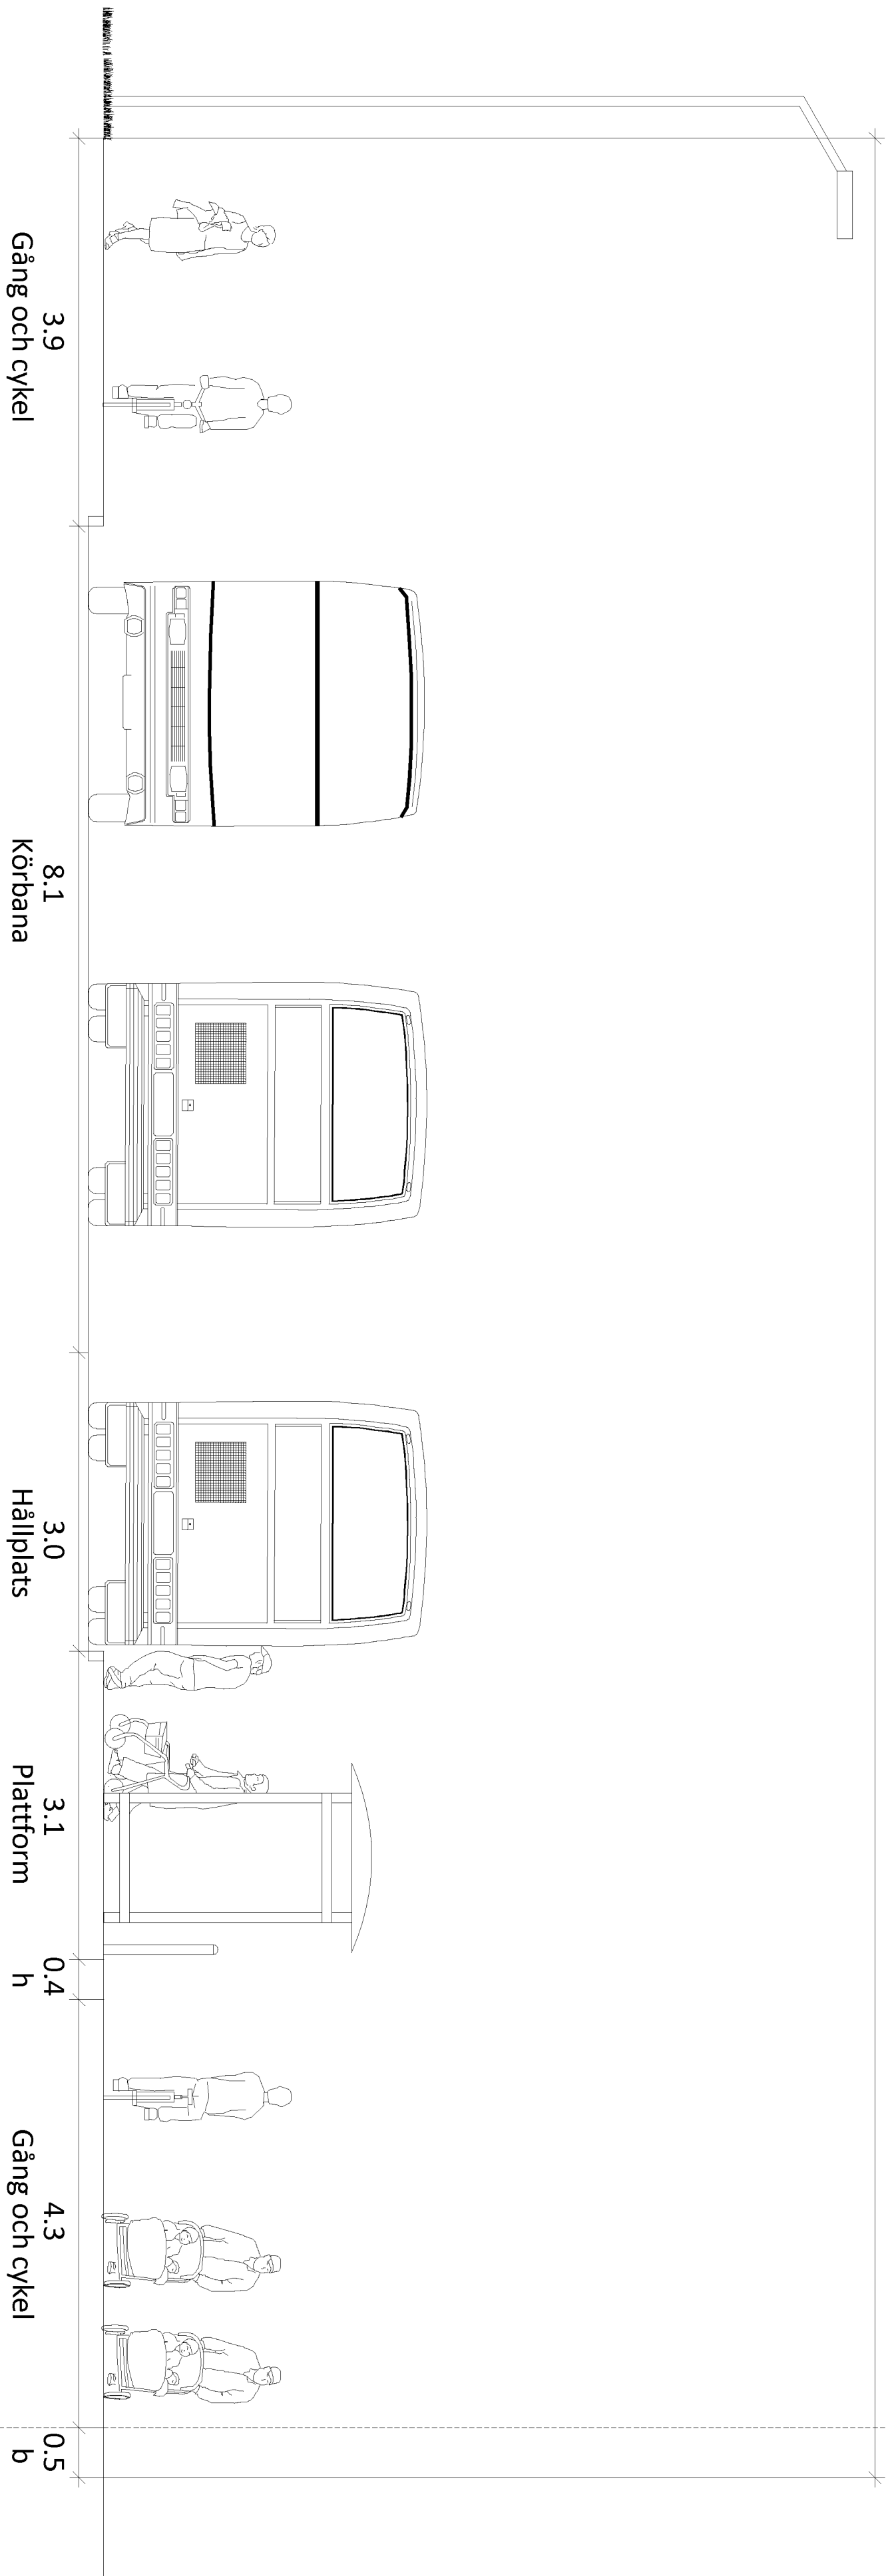 3.9
Gång och cykel
8.1
Körbana
3.0
Hållplats
3.1
Plattform
0.4
h
4.3
Gång och cykel
0.5
b